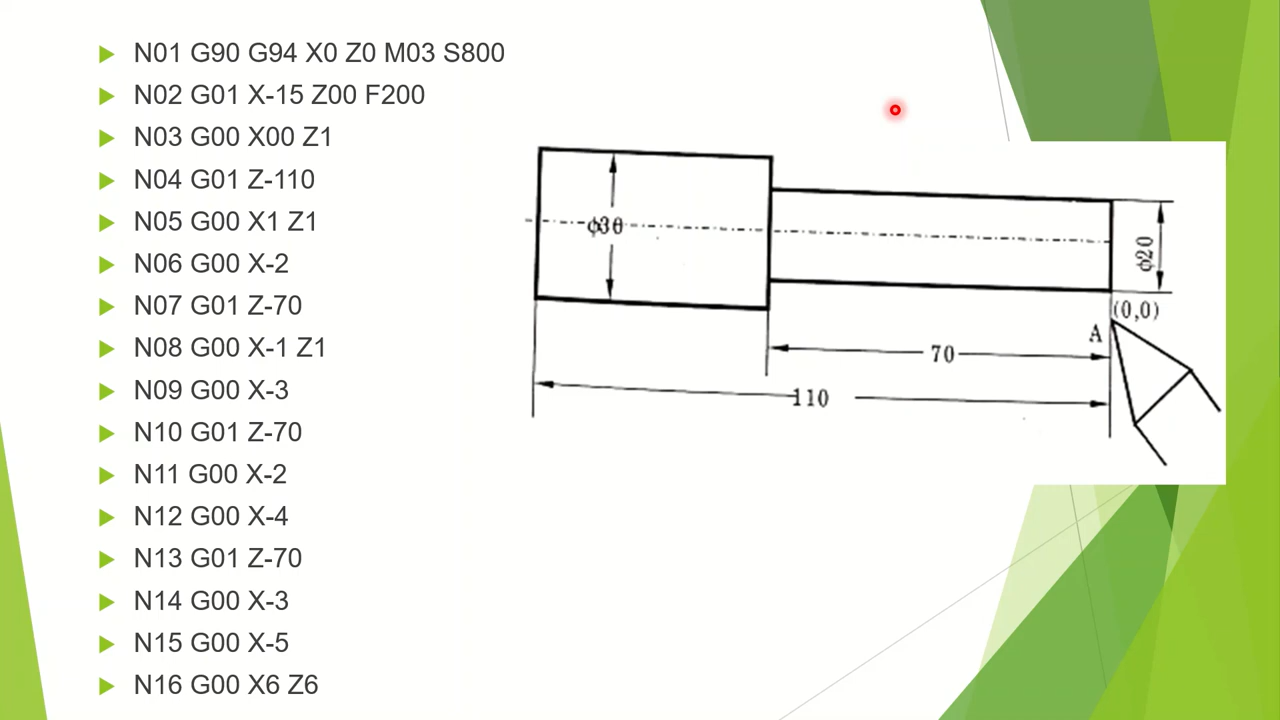 N01 G90 G94 X0 Z0 M03 S800
N02 G01 X-15 Z00 F200
N03 G00 X00 Z1
N04 G01 Z-110
N05 G00 X1 Z1
N06 G00 X-2
N07 G01 Z-70
N08 G00 X-1 Z1
N09 G00 X-3
N10 G01 Z-70
N11 G00 X-2
N12 G00 X-4
N13 G01 Z-70
N14 G00 X-3
N15 G00 X-5
N16 G00 X6 Z6
ϕ30
ϕ20
(0,0)
A
70
110